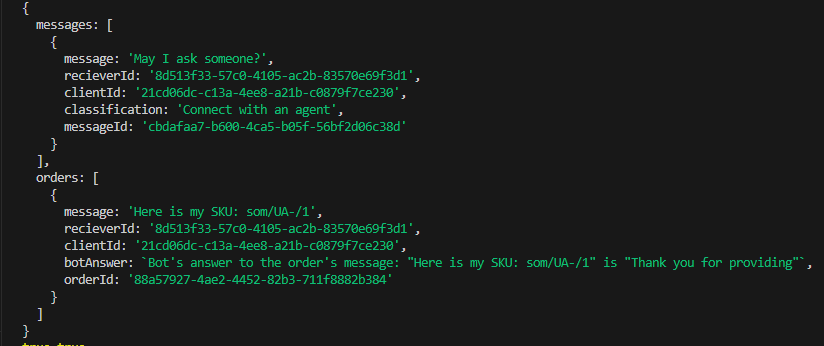 {
messages: [
{
message: 'May I ask someone?',
recieverId: '8d513f33-57c0-4105-ac2b-83570e69f3d1',
clientId: '21cd06dc-c13a-4ee8-a21b-c0879f7ce230',
classification: 'Connect with an agent',
messageId: 'cbdafaa7-b600-4ca5-b05f-56bf2d06c38d'
}
],
orders: [
{
message: 'Here is my SKU: som/UA-/1',
recieverId: '8d513f33-57c0-4105-ac2b-83570e69f3d1',
clientId: '21cd06dc-c13a-4ee8-a21b-c0879f7ce230',
botAnswer: `Bot's answer to the order's message: "Here is my SKU: som/UA-/1" is "Thank you for providing"`,
orderId: '88a57927-4ae2-4452-82b3-711f8882b384'
}
]
}